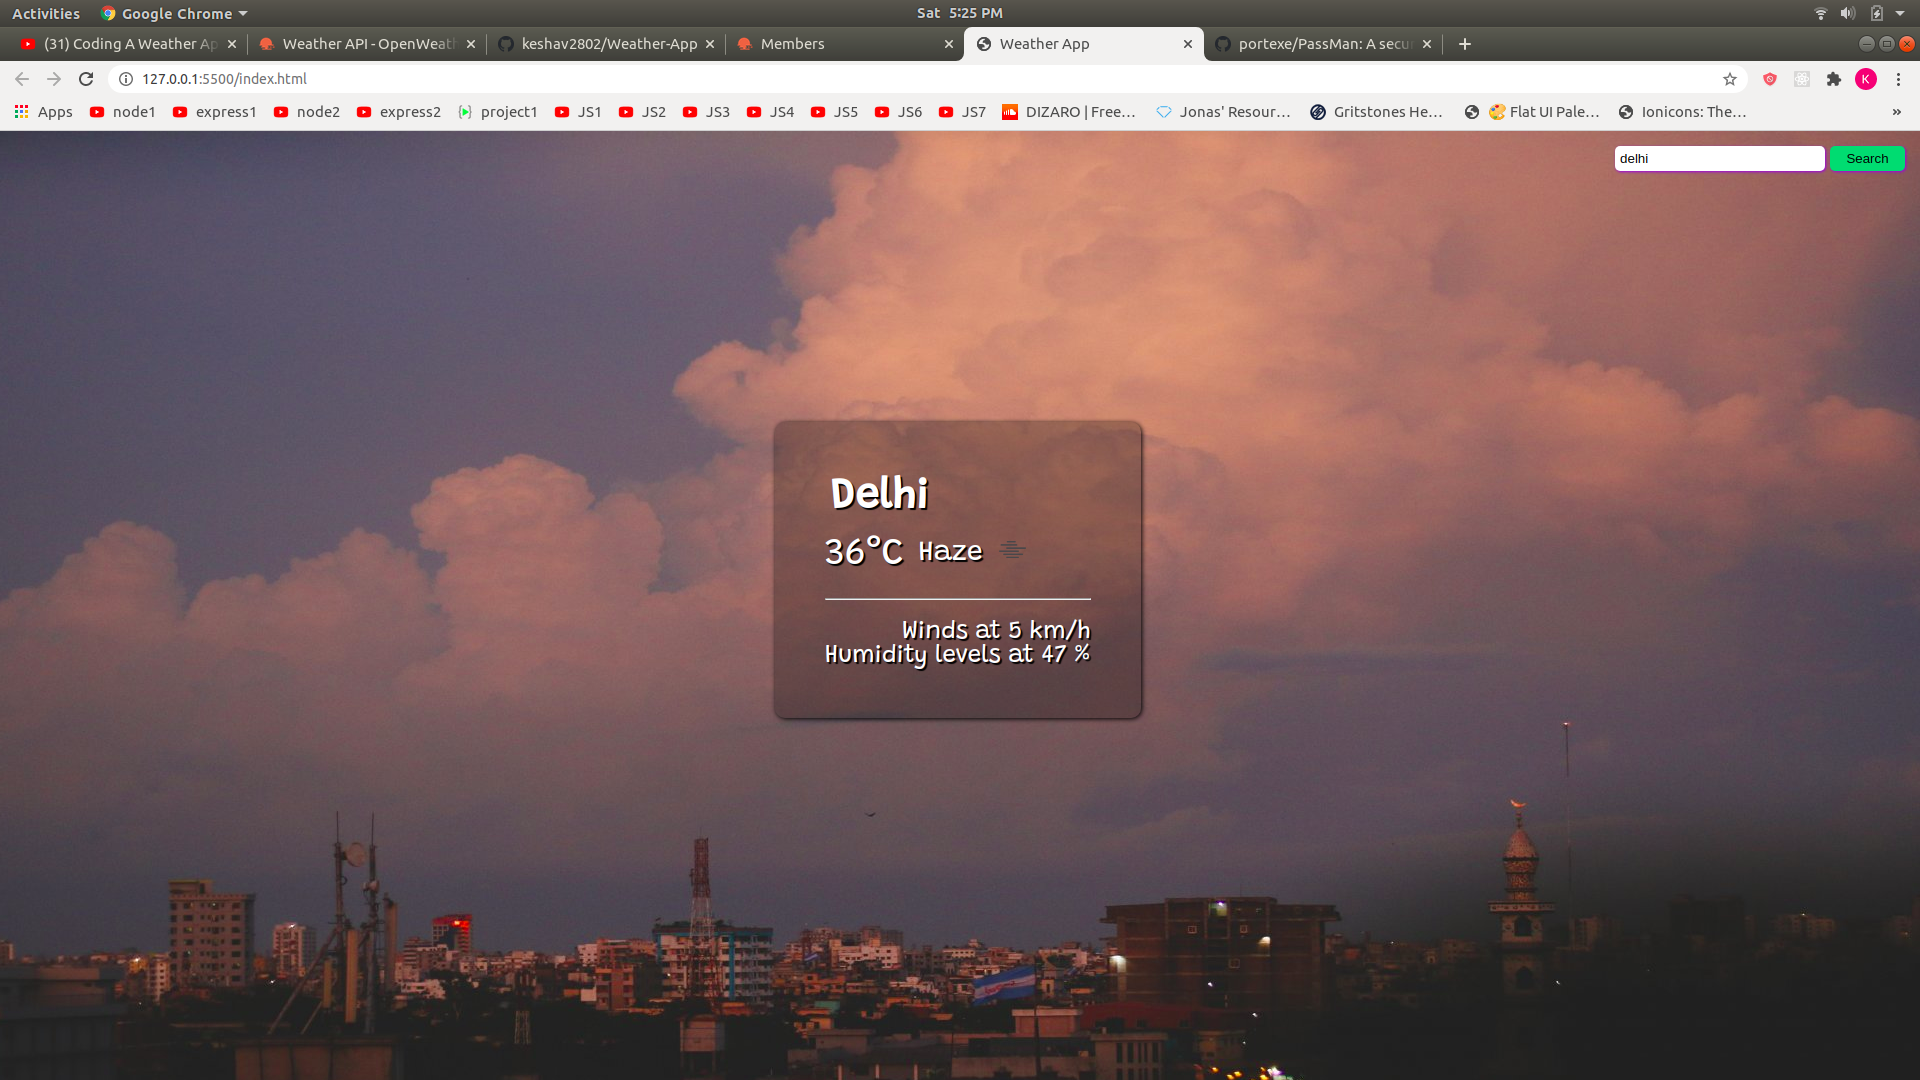 Activities Google Chrome Sat 5:25 PM
(31) Coding A Weather Ap Weather API - OpenWeath keshav2802/Weather-App Members Weather App portexe/PassMan: A secu
127.0.0.1:5500/index.html K
Apps node1 express1 node2 express2 project1 JS1 JS2 JS3 JS4 JS5 JS6 JS7 DIZARO | Free... Jonas' Resour... Gritstones He... Flat UI Pale... Ionicons: The... »
delhi Search
Delhi
36°C Haze
Winds at 5 km/h
Humidity levels at 47 %